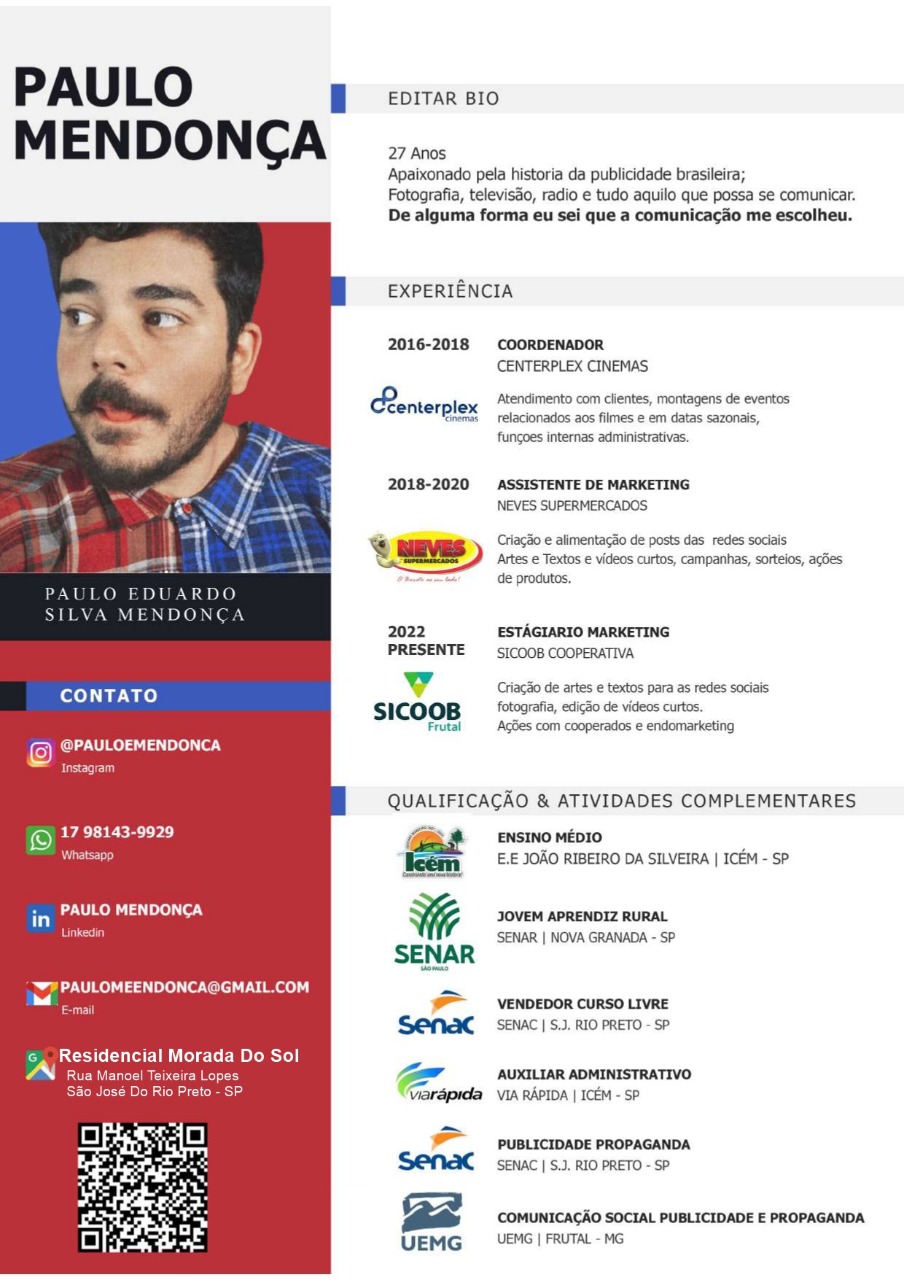 PAULO
MENDONÇA
PAULO EDUARDO
SILVA MENDONÇA
CONTATO
@PAULOEMENDONCA
Instagram
17 98143-9929
Whatsapp
in
PAULO MENDONÇA
Linkedin
PAULOMEENDONCA@GMAIL.COM
E-mail
G
Residencial Morada Do Sol
Rua Manoel Teixeira Lopes
São José Do Rio Preto - SP
EDITAR BIO
27 Anos
Apaixonado pela historia da publicidade brasileira;
Fotografia, televisão, radio e tudo aquilo que possa se comunicar.
De alguma forma eu sei que a comunicação me escolheu.
EXPERIÊNCIA
2016-2018
COORDENADOR
CENTERPLEX CINEMAS
centerplex
cinemas
Atendimento com clientes, montagens de eventos
relacionados aos filmes e em datas sazonais,
funçoes internas administrativas.
2018-2020
ASSISTENTE DE MARKETING
NEVES SUPERMERCADOS
NEVES
SUPERMERCADOS
Criação e alimentação de posts das  redes sociais
Artes e Textos e vídeos curtos, campanhas, sorteios, ações
de produtos.
2022
PRESENTE
ESTÁGIARIO MARKETING
SICOOB COOPERATIVA
SICOOB
Frutal
Criação de artes e textos para as redes sociais
fotografia, edição de vídeos curtos.
Ações com cooperados e endomarketing
QUALIFICAÇÃO & ATIVIDADES COMPLEMENTARES
Icém
ENSINO MÉDIO
E.E JOÃO RIBEIRO DA SILVEIRA | ICÉM - SP
SENAR
SÃO PAULO
JOVEM APRENDIZ RURAL
SENAR | NOVA GRANADA - SP
Senac
VENDEDOR CURSO LIVRE
SENAC | S.J. RIO PRETO - SP
viarápida
AUXILIAR ADMINISTRATIVO
VIA RÁPIDA | ICÉM - SP
Senac
PUBLICIDADE PROPAGANDA
SENAC | S.J. RIO PRETO - SP
UEMG
COMUNICAÇÃO SOCIAL PUBLICIDADE E PROPAGANDA
UEMG | FRUTAL - MG